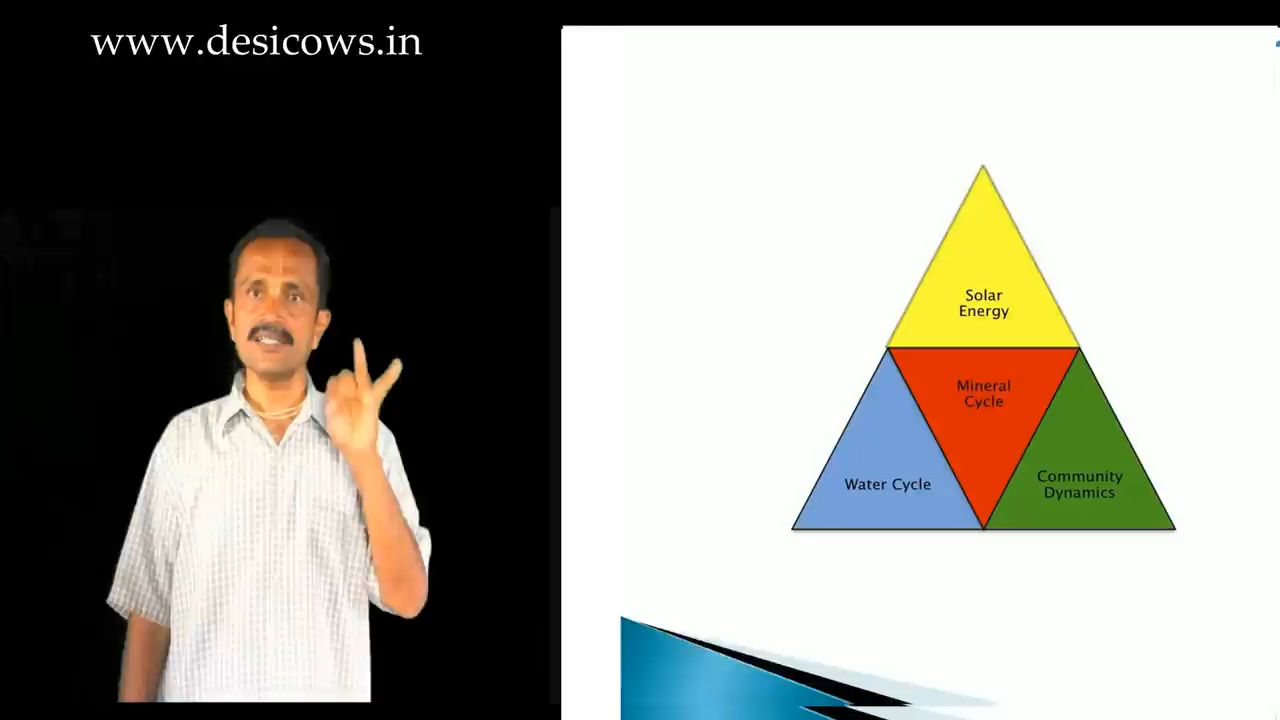 www.desicows.in
Solar
Energy
Mineral
Cycle
Water Cycle
Community
Dynamics